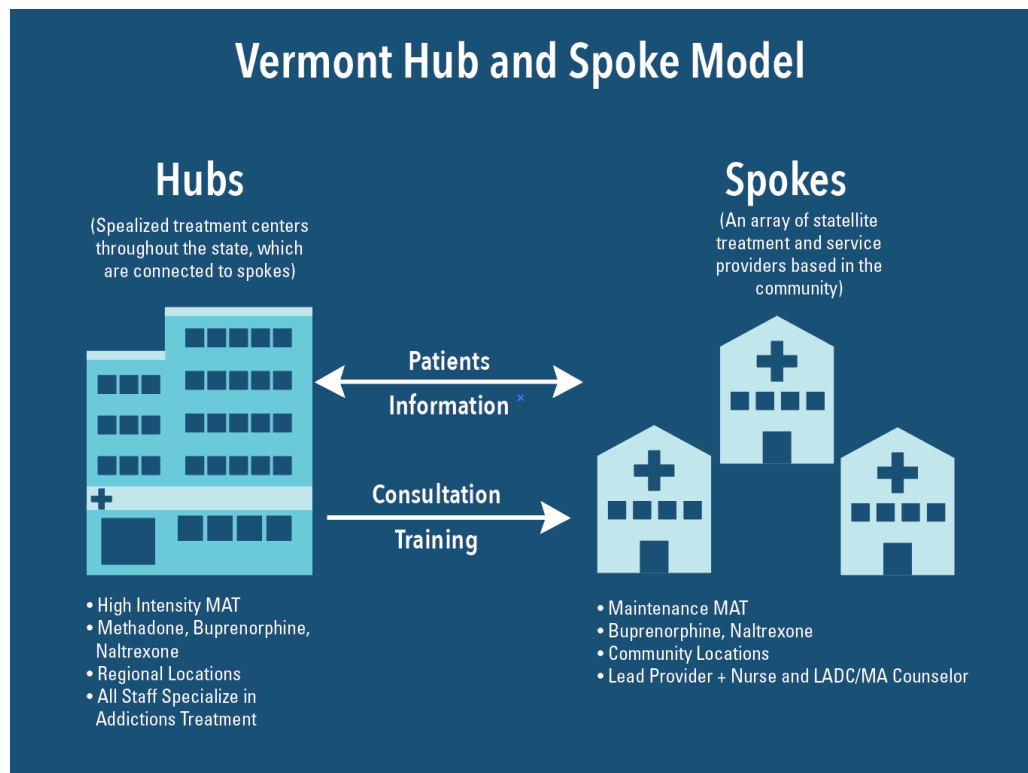 Vermont Hub and Spoke Model
Hubs
(Spealized treatment centers
throughout the state, which
are connected to spokes)
Spokes
(An array of statellite
treatment and service
providers based in the
community)
Patients
Information ×
Consultation
Training
• High Intensity MAT
• Methadone, Buprenorphine,
Naltrexone
• Regional Locations
• All Staff Specialize in
Addictions Treatment
• Maintenance MAT
• Buprenorphine, Naltrexone
• Community Locations
• Lead Provider + Nurse and LADC/MA Counselor